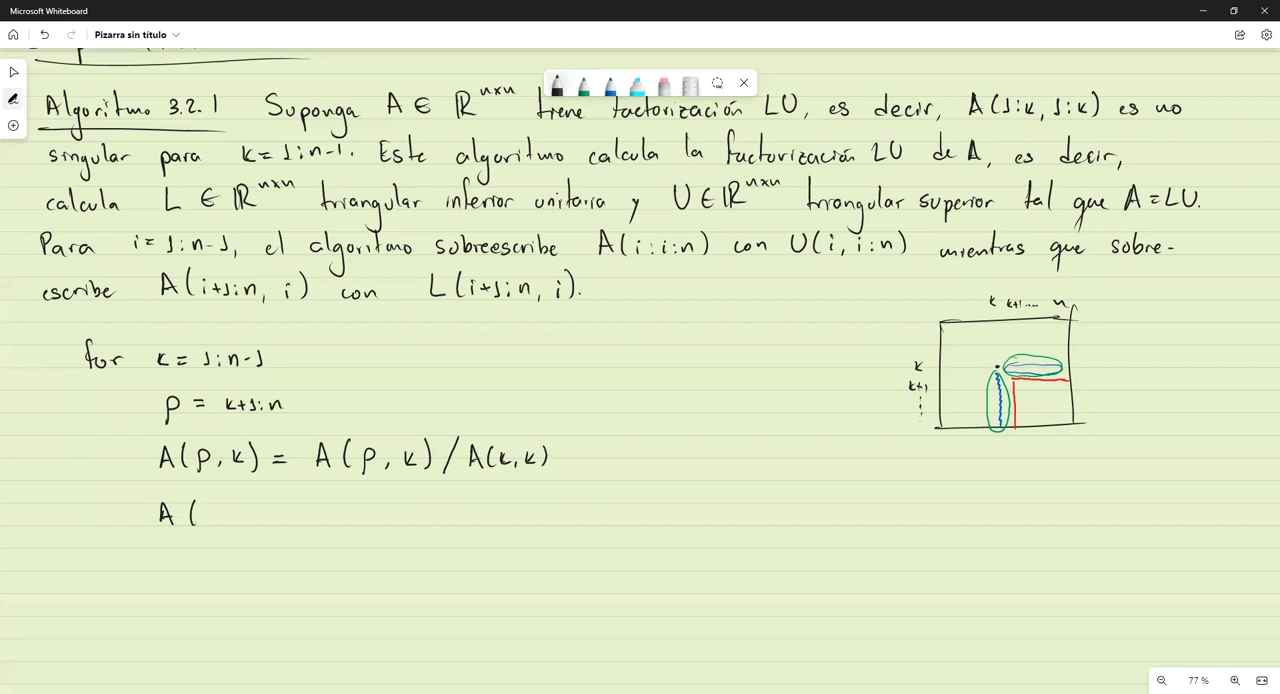 Microsoft Whiteboard
Pizarra sin título
Algoritmo 3.2.1 Suponga A ∈ ℝ^{n×n} tiene factorización LU, es decir, A(1:k, 1:k) es no
singular para k = 1:n-1. Este algoritmo calcula la factorización LU de A, es decir,
calcula L ∈ ℝ^{n×n} triangular inferior unitaria y U ∈ ℝ^{n×n} triangular superior tal que A = LU.
Para i = 1:n-1, el algoritmo sobreescribe A(i:i:n) con U(i, i:n) mientras que sobre-
escribe A(i+1:n, i) con L(i+1:n, i).
k k+1 .... n
for k = 1:n-1
k
k+1
⋮
ρ = k+1:n
A(ρ, k) = A(ρ, k) / A(k, k)
A (
77 %